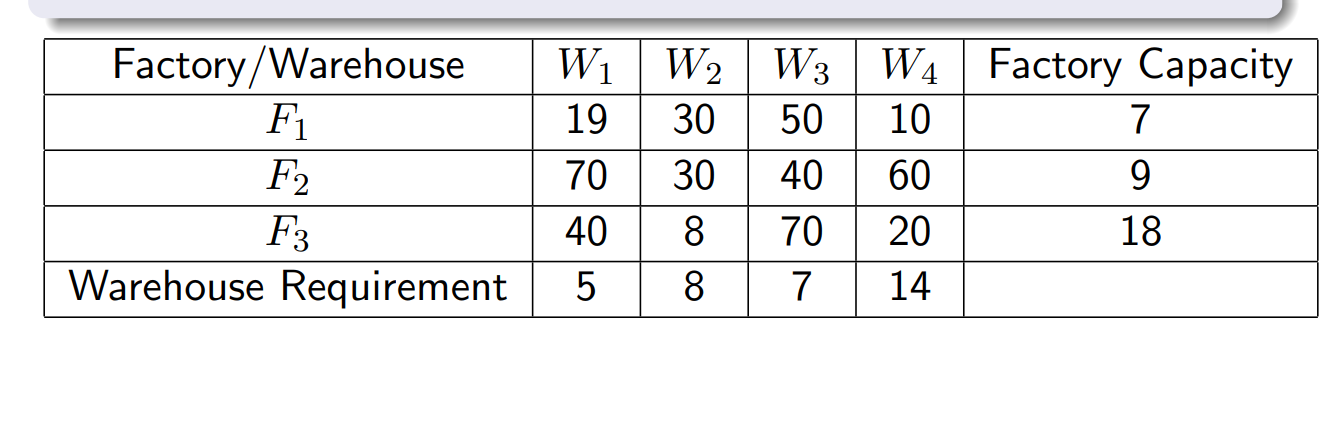 Factory/Warehouse W₁ W₂ W₃ W₄ Factory Capacity
F₁ 19 30 50 10 7
F₂ 70 30 40 60 9
F₃ 40 8 70 20 18
Warehouse Requirement 5 8 7 14